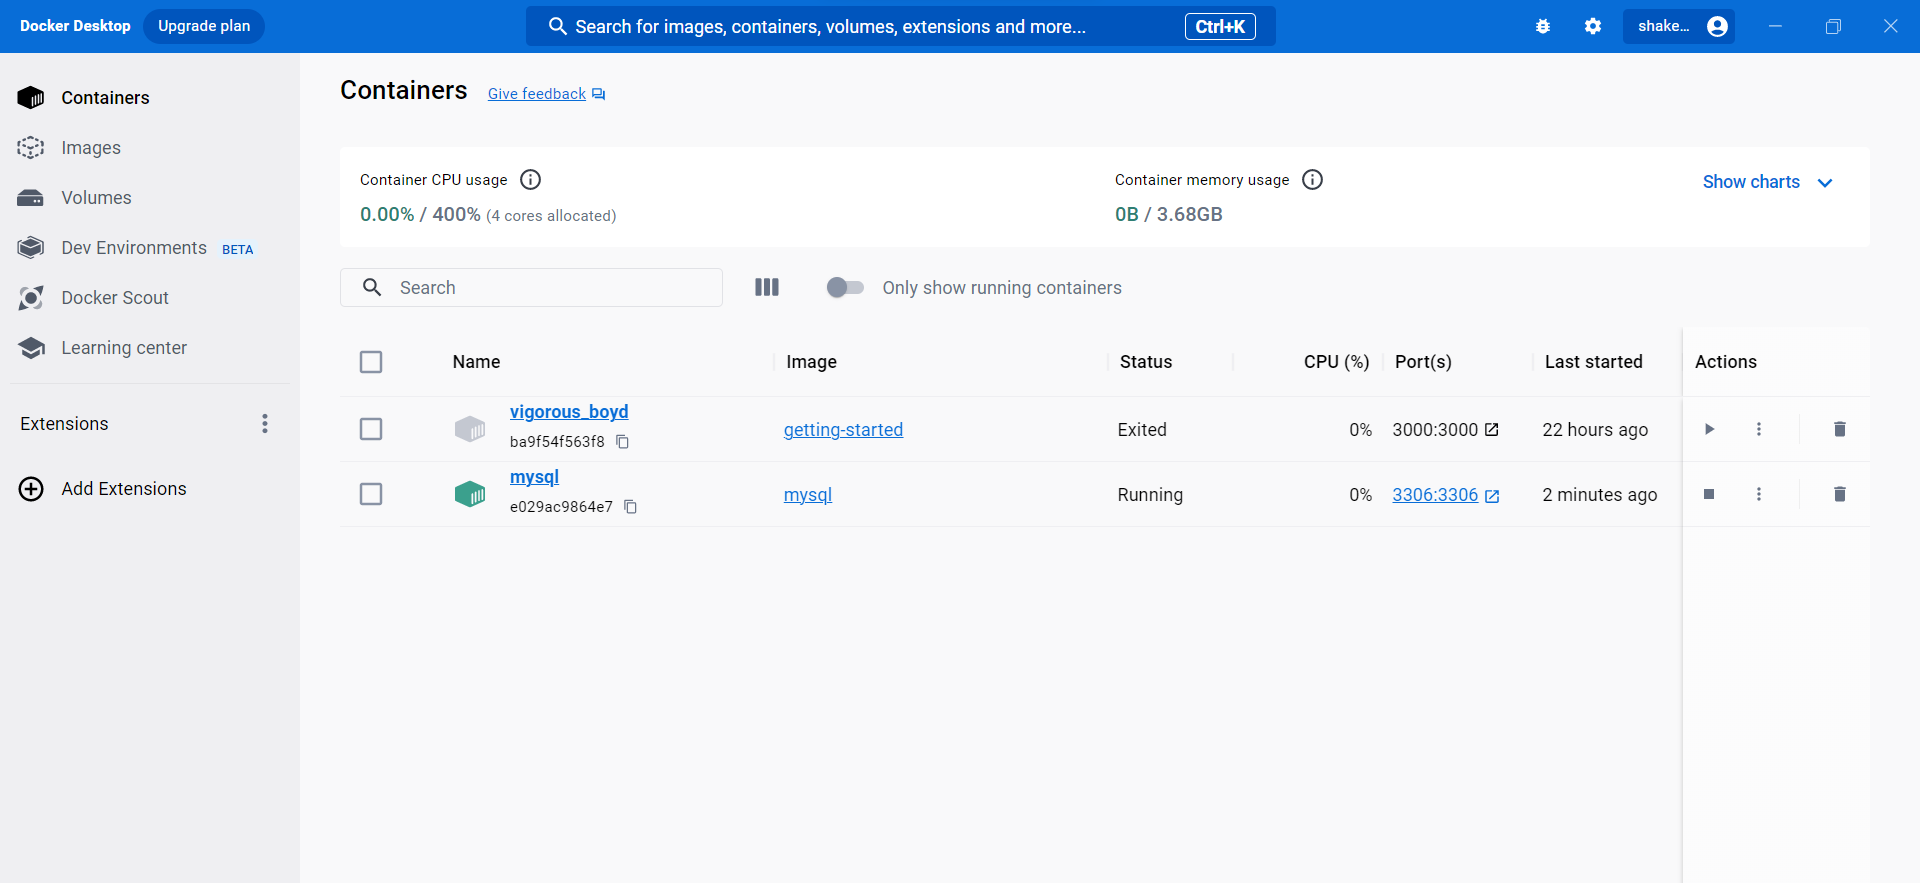 Docker Desktop Upgrade plan Search for images, containers, volumes, extensions and more... Ctrl+K shake...
Containers
Images
Volumes
Dev Environments BETA
Docker Scout
Learning center
Extensions
Add Extensions
Containers Give feedback
Container CPU usage
0.00% / 400% (4 cores allocated)
Container memory usage
0B / 3.68GB
Show charts
Search Only show running containers
Name Image Status CPU (%) Port(s) Last started Actions
vigorous_boyd
ba9f54f563f8
getting-started Exited 0% 3000:3000 22 hours ago
mysql
e029ac9864e7
mysql Running 0% 3306:3306 2 minutes ago